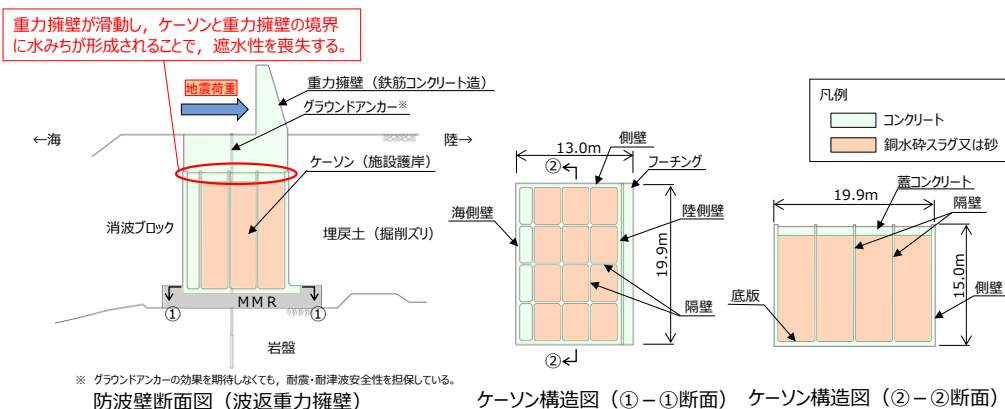 重力擁壁が滑動し，ケーソンと重力擁壁の境界
に水みちが形成されることで，遮水性を喪失する。
地震荷重
重力擁壁（鉄筋コンクリート造）
グラウンドアンカー※
←海
陸→
ケーソン（施設護岸）
消波ブロック
埋戻土（掘削ズリ）
MMR
①
①
岩盤
※ グラウンドアンカーの効果を期待しなくても，耐震・耐津波安全性を担保している。
防波壁断面図（波返重力擁壁）
13.0m
側壁
②
フーチング
海側壁
陸側壁
19.9m
隔壁
②
ケーソン構造図（①－①断面）
凡例
コンクリート
銅水砕スラグ又は砂
蓋コンクリート
19.9m
隔壁
15.0m
底版
側壁
ケーソン構造図（②－②断面）